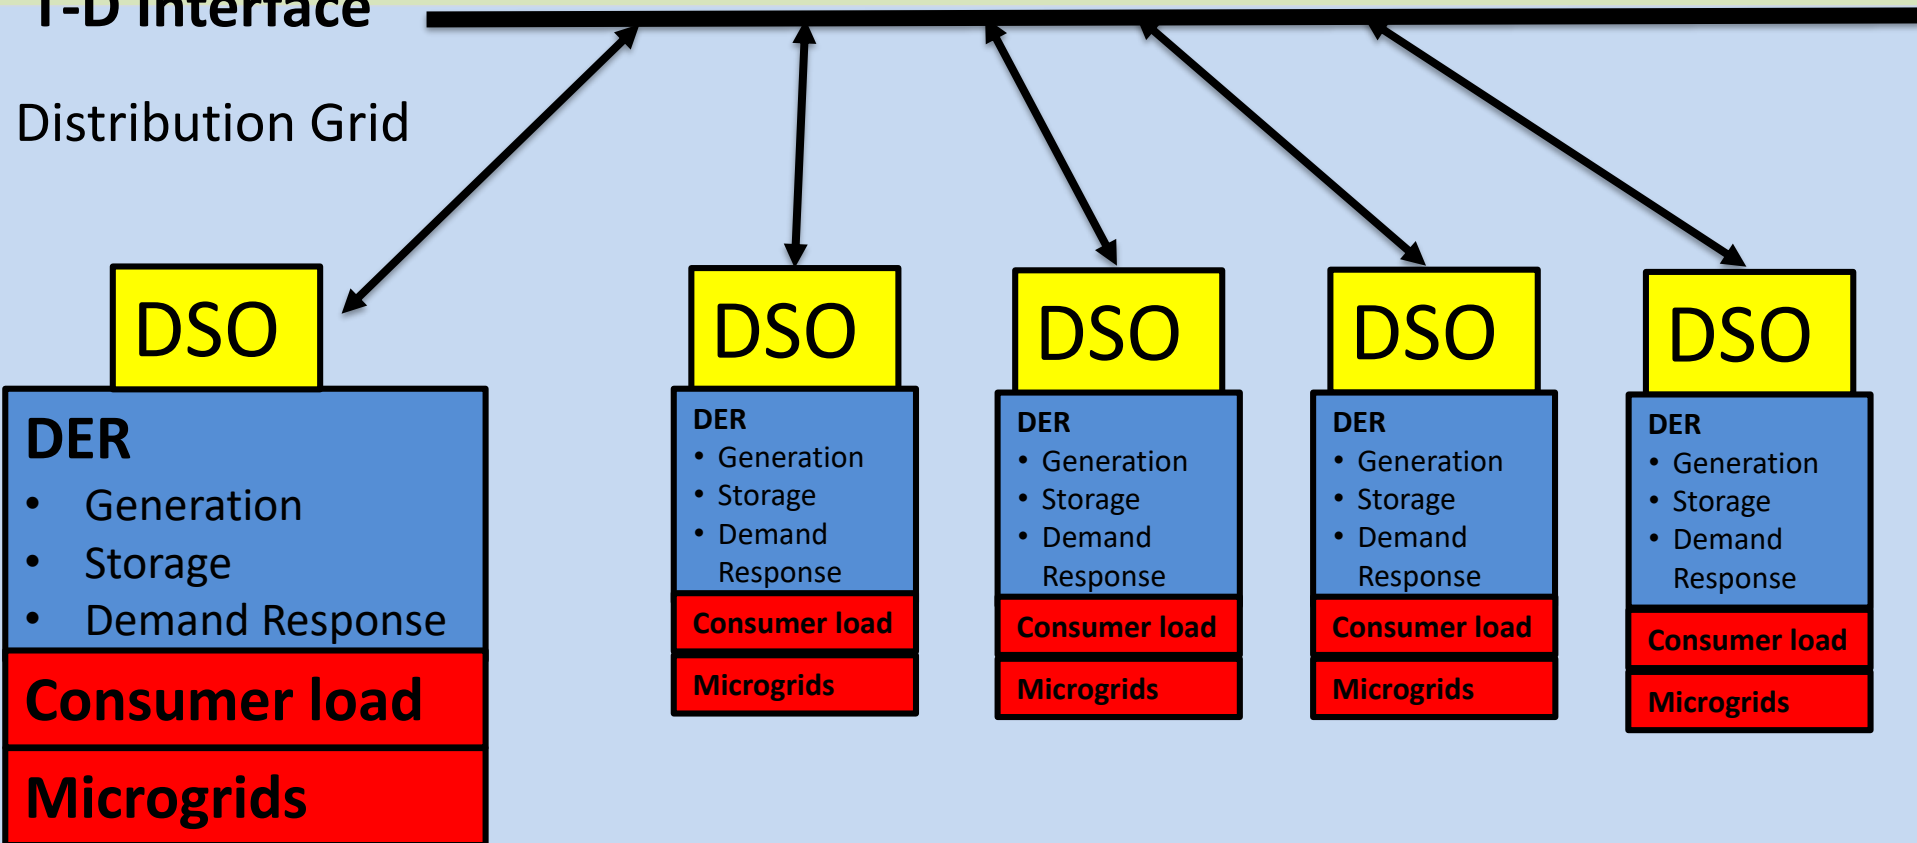 T-D Interface
Distribution Grid
DSO
DER
• Generation
• Storage
• Demand Response
Consumer load
Microgrids
DSO
DER
• Generation
• Storage
• Demand
Response
Consumer load
Microgrids
DSO
DER
• Generation
• Storage
• Demand
Response
Consumer load
Microgrids
DSO
DER
• Generation
• Storage
• Demand
Response
Consumer load
Microgrids
DSO
DER
• Generation
• Storage
• Demand
Response
Consumer load
Microgrids